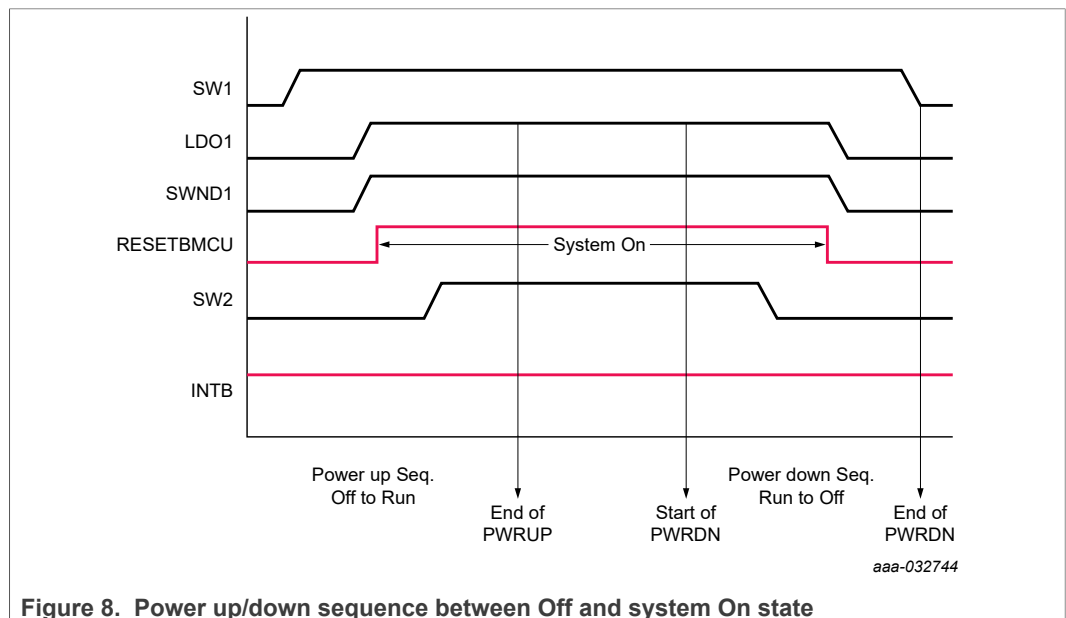 SW1
LDO1
SWND1
RESETBMCU
System On
SW2
INTB
Power up Seq.
Off to Run
End of
PWRUP
Start of
PWRDN
Power down Seq.
Run to Off
End of
PWRDN
aaa-032744
Figure 8. Power up/down sequence between Off and system On state